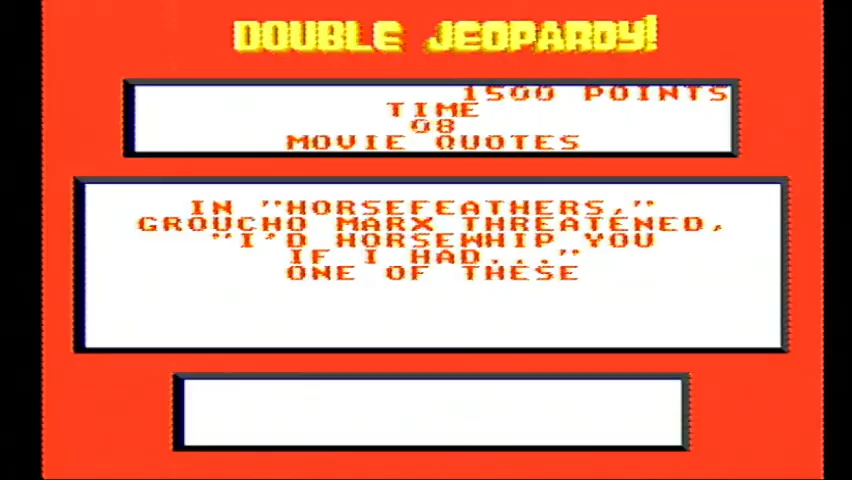 DOUBLE JEOPARDY!
1500 POINTS
TIME
08
MOVIE QUOTES
IN "HORSEFEATHERS,"
GROUCHO MARX THREATENED,
"I'D HORSEWHIP YOU
IF I HAD..."
ONE OF THESE